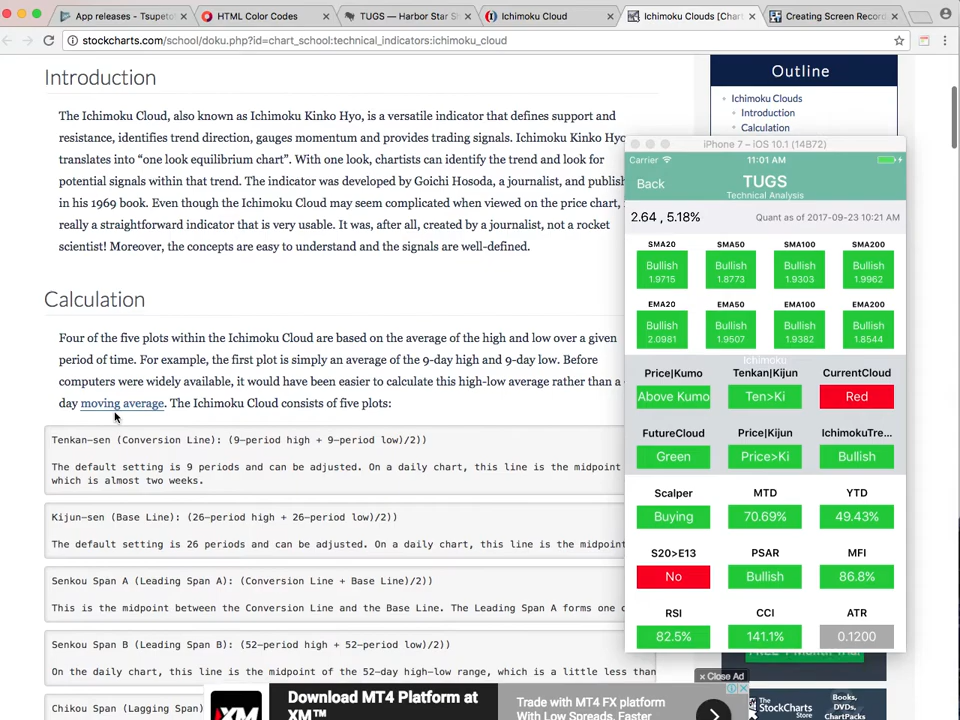 App releases - Tsupetot
HTML Color Codes
TUGS — Harbor Star Sh
Ichimoku Cloud
Ichimoku Clouds [Chart
Creating Screen Record
stockcharts.com/school/doku.php?id=chart_school:technical_indicators:ichimoku_cloud
Introduction
The Ichimoku Cloud, also known as Ichimoku Kinko Hyo, is a versatile indicator that defines support and
resistance, identifies trend direction, gauges momentum and provides trading signals. Ichimoku Kinko Hyo
translates into “one look equilibrium chart”. With one look, chartists can identify the trend and look for
potential signals within that trend. The indicator was developed by Goichi Hosoda, a journalist, and publish
in his 1969 book. Even though the Ichimoku Cloud may seem complicated when viewed on the price chart, i
really a straightforward indicator that is very usable. It was, after all, created by a journalist, not a rocket
scientist! Moreover, the concepts are easy to understand and the signals are well-defined.
Calculation
Four of the five plots within the Ichimoku Cloud are based on the average of the high and low over a given
period of time. For example, the first plot is simply an average of the 9-day high and 9-day low. Before
computers were widely available, it would have been easier to calculate this high-low average rather than a
day moving average. The Ichimoku Cloud consists of five plots:
Tenkan-sen (Conversion Line): (9-period high + 9-period low)/2))
The default setting is 9 periods and can be adjusted. On a daily chart, this line is the midpoint
which is almost two weeks.
Kijun-sen (Base Line): (26-period high + 26-period low)/2))
The default setting is 26 periods and can be adjusted. On a daily chart, this line is the midpoint
Senkou Span A (Leading Span A): (Conversion Line + Base Line)/2))
This is the midpoint between the Conversion Line and the Base Line. The Leading Span A forms one
Senkou Span B (Leading Span B): (52-period high + 52-period low)/2))
On the daily chart, this line is the midpoint of the 52-day high-low range, which is a little less than
Chikou Span (Lagging Span)
Outline
Ichimoku Clouds
Introduction
Calculation
iPhone 7 – iOS 10.1 (14B72)
Carrier 11:01 AM
Back TUGS
Technical Analysis
2.64 , 5.18% Quant as of 2017-09-23 10:21 AM
SMA20 SMA50 SMA100 SMA200
Bullish Bullish Bullish Bullish
1.9715 1.8773 1.9303 1.9962
EMA20 EMA50 EMA100 EMA200
Bullish Bullish Bullish Bullish
2.0981 1.9507 1.9382 1.8544
Ichimoku
Price|Kumo Tenkan|Kijun CurrentCloud
Above Kumo Ten>Ki Red
FutureCloud Price|Kijun IchimokuTre...
Green Price>Ki Bullish
Scalper MTD YTD
Buying 70.69% 49.43%
S20>E13 PSAR MFI
No Bullish 86.8%
RSI CCI ATR
82.5% 141.1% 0.1200
× Close Ad
XM
Download MT4 Platform at
XM™
Trade with MT4 FX platform
With Low Spreads. Faster
The
StockCharts
Store
Books,
DVDs,
ChartPacks